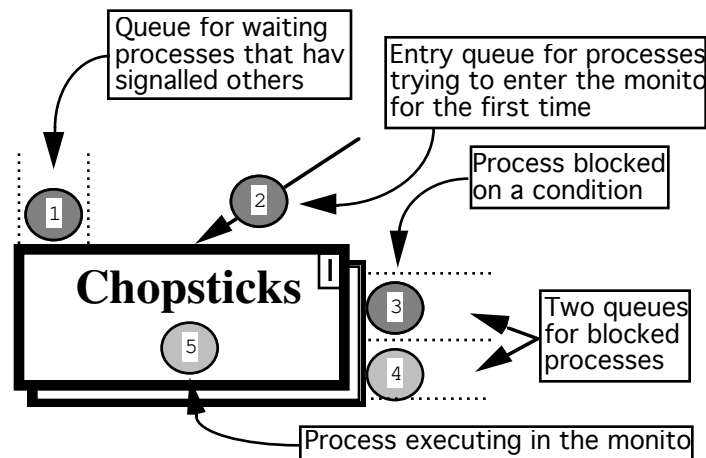 Queue for waiting
processes that hav
signalled others
Entry queue for processes
trying to enter the monito
for the first time
Process blocked
on a condition
1
2
Chopsticks
I
3
5
4
Two queues
for blocked
processes
Process executing in the monito